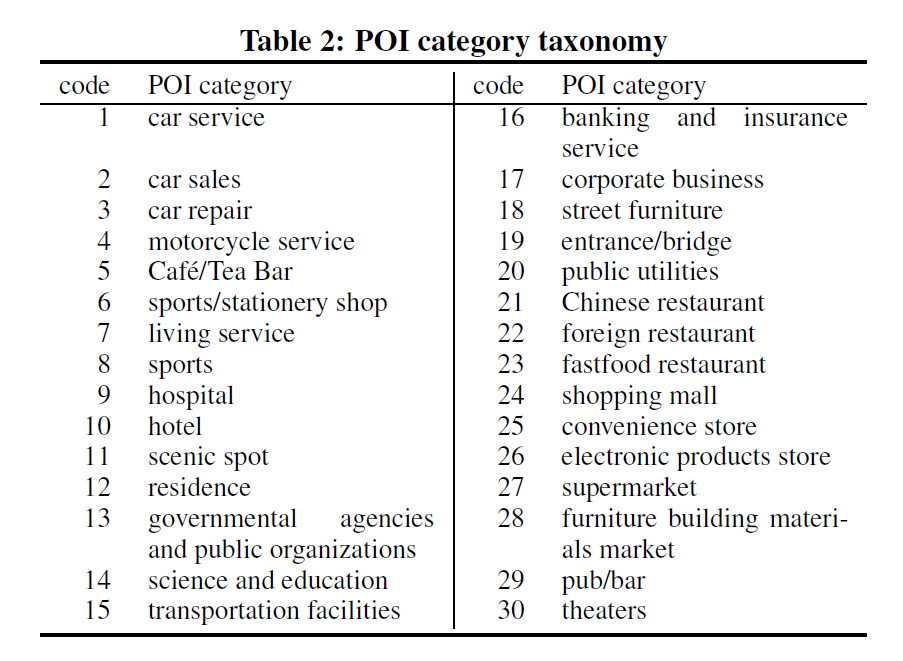 Table 2: POI category taxonomy
code POI category code POI category
1 car service 16 banking and insurance
service
2 car sales 17 corporate business
3 car repair 18 street furniture
4 motorcycle service 19 entrance/bridge
5 Café/Tea Bar 20 public utilities
6 sports/stationery shop 21 Chinese restaurant
7 living service 22 foreign restaurant
8 sports 23 fastfood restaurant
9 hospital 24 shopping mall
10 hotel 25 convenience store
11 scenic spot 26 electronic products store
12 residence 27 supermarket
13 governmental agencies 28 furniture building materi-
and public organizations als market
14 science and education 29 pub/bar
15 transportation facilities 30 theaters